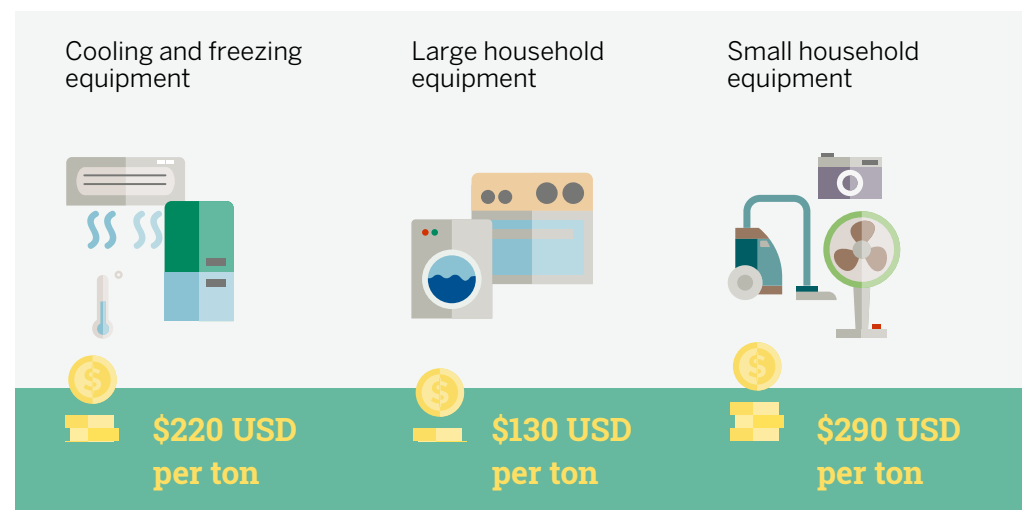 Cooling and freezing
equipment
Large household
equipment
Small household
equipment
$220 USD
per ton
$130 USD
per ton
$290 USD
per ton